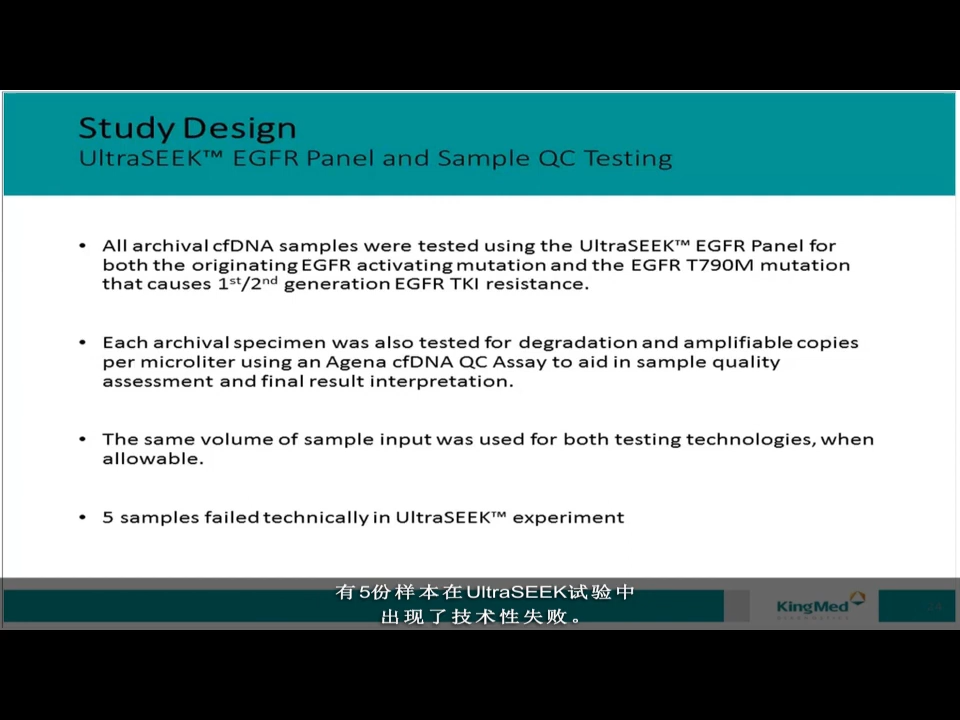 Study Design
UltraSEEK™ EGFR Panel and Sample QC Testing
• All archival cfDNA samples were tested using the UltraSEEK™ EGFR Panel for
both the originating EGFR activating mutation and the EGFR T790M mutation
that causes 1st/2nd generation EGFR TKI resistance.
• Each archival specimen was also tested for degradation and amplifiable copies
per microliter using an Agena cfDNA QC Assay to aid in sample quality
assessment and final result interpretation.
• The same volume of sample input was used for both testing technologies, when
allowable.
• 5 samples failed technically in UltraSEEK™ experiment
有5份样本在UltraSEEK试验中
出现了技术性失败。
KingMed